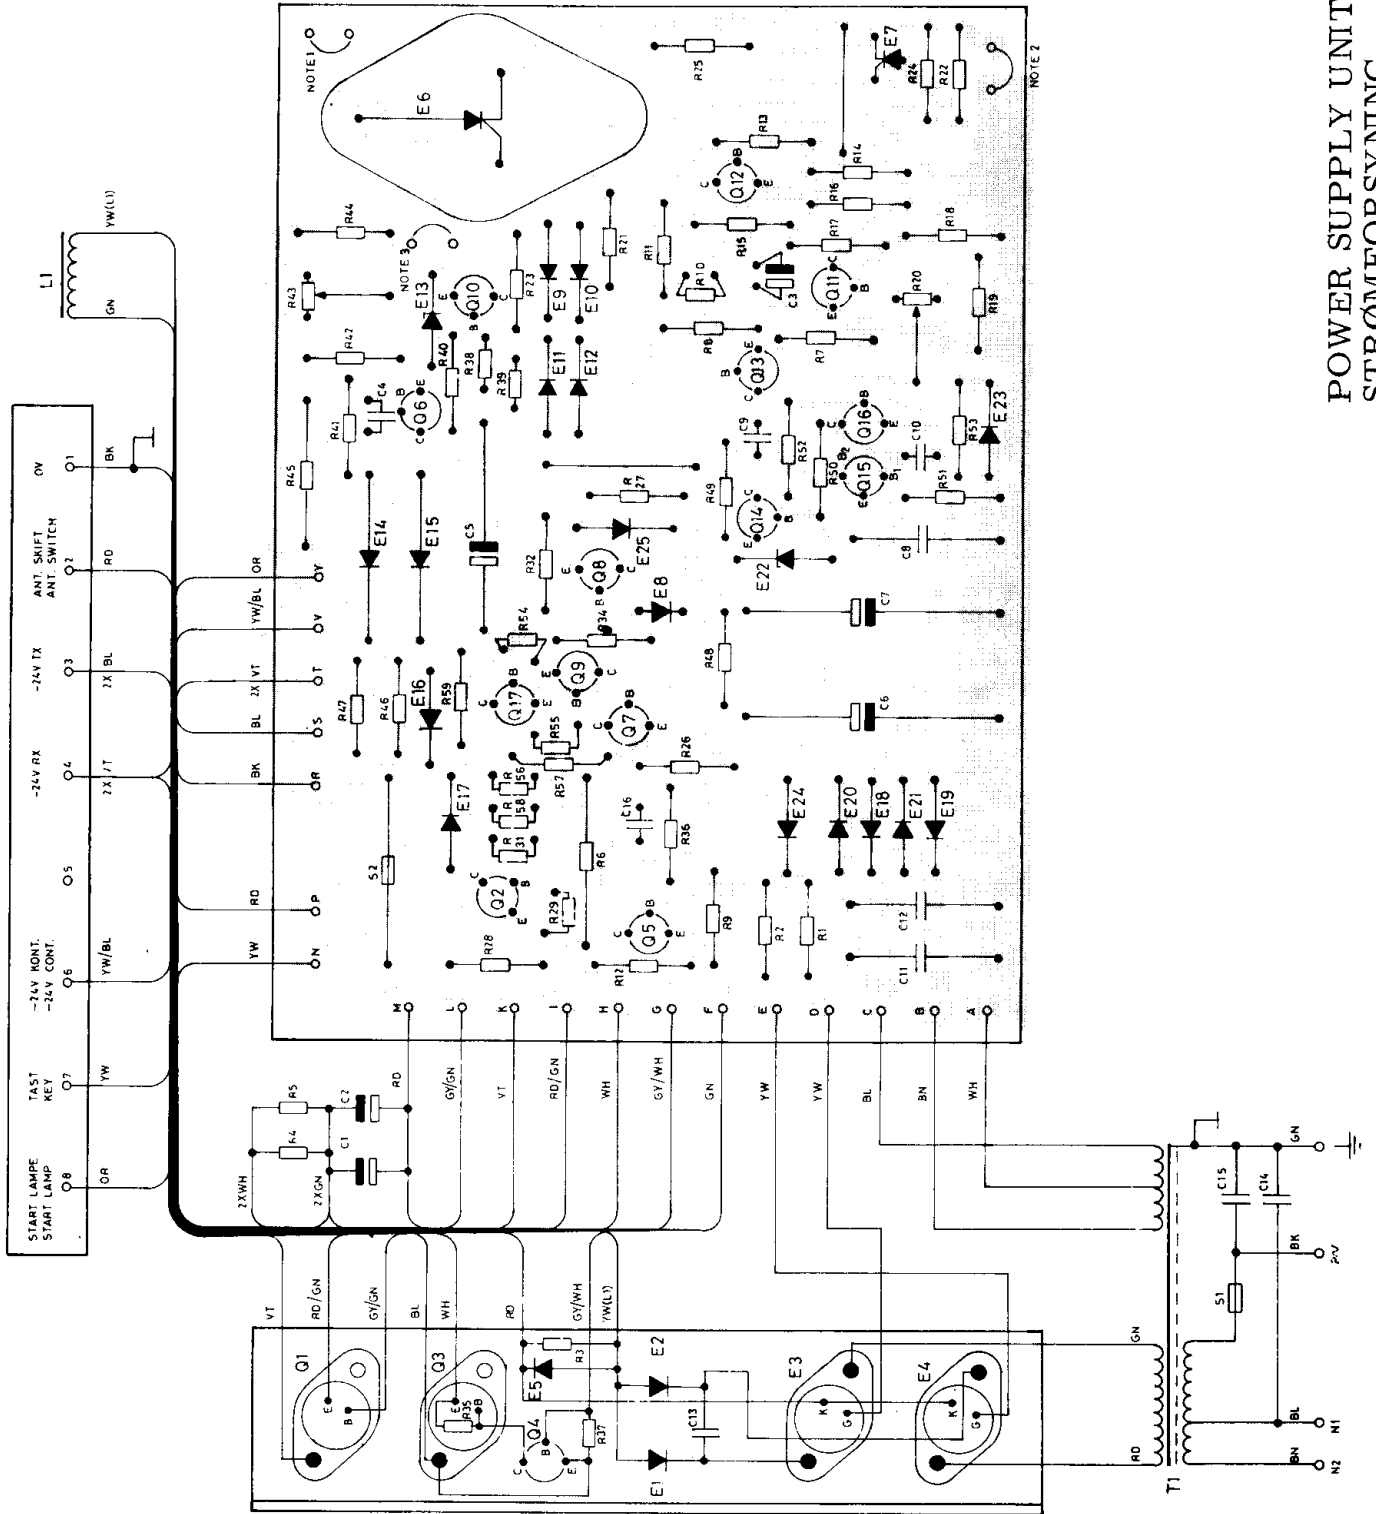 POWER SUPPLY UNIT
STRØMFORSYNING
START LAMPE
START LAMP
8
TAST
KEY
7
-24V KONT.
-24V CONT.
6
5
-24V RX
4
-24V TX
3
ANT. SKIFT
ANT. SWITCH
2
0V
1
OR
YW
YW/BL
2X VT
2X BL
RD
BK
L1
GN
YW(L1)
YW
RD
BK
BL
2X VT
YW/BL
OR
N
P
R
S
T
V
Y
2XWH
2XGN
R4
R5
C1
C2
RD
GY/GN
VT
RD/GN
WH
GY/WH
GN
YW
YW
BL
BN
WH
M
L
K
I
H
G
F
E
D
C
B
A
NOTE 1
NOTE 2
NOTE 3
E6
E7
R25
R24
R22
R13
R14
R16
R17
R18
R15
Q12
C
B
E
R44
R43
R42
R41
R45
C4
Q6
C
B
E
E13
Q10
E
B
C
R40
R38
R39
R23
E9
E10
E11
E12
R21
R11
R10
R8
C3
Q11
C
B
E
R7
R20
R19
Q13
B
E
C
C9
R52
R50
R49
Q16
B
E
Q15
B2
B1
E
C10
R53
E23
R51
Q14
C
B
E
E22
C8
E14
E15
C5
R32
R27
E25
Q8
E
B
C
E8
R54
R34
Q9
E
B
C
R48
C7
C6
R47
R46
E16
R59
Q17
C
B
E
Q7
C
B
E
R55
R57
R56
R58
R31
R26
C16
R36
E17
S2
R6
Q2
C
B
E
R29
R28
Q5
C
B
E
R12
R9
E24
E20
E18
E21
E19
R2
R1
C12
C11
VT
RD/GN
GY/GN
BL
WH
RD
GY/WH
YW(L1)
Q1
E
B
Q3
E
B
R35
E5
R3
Q4
C
B
E
R37
E2
E1
C13
E3
K
G
E4
K
G
GN
RD
T1
S1
C15
C14
GN
BK
BL
BN
N1
N2